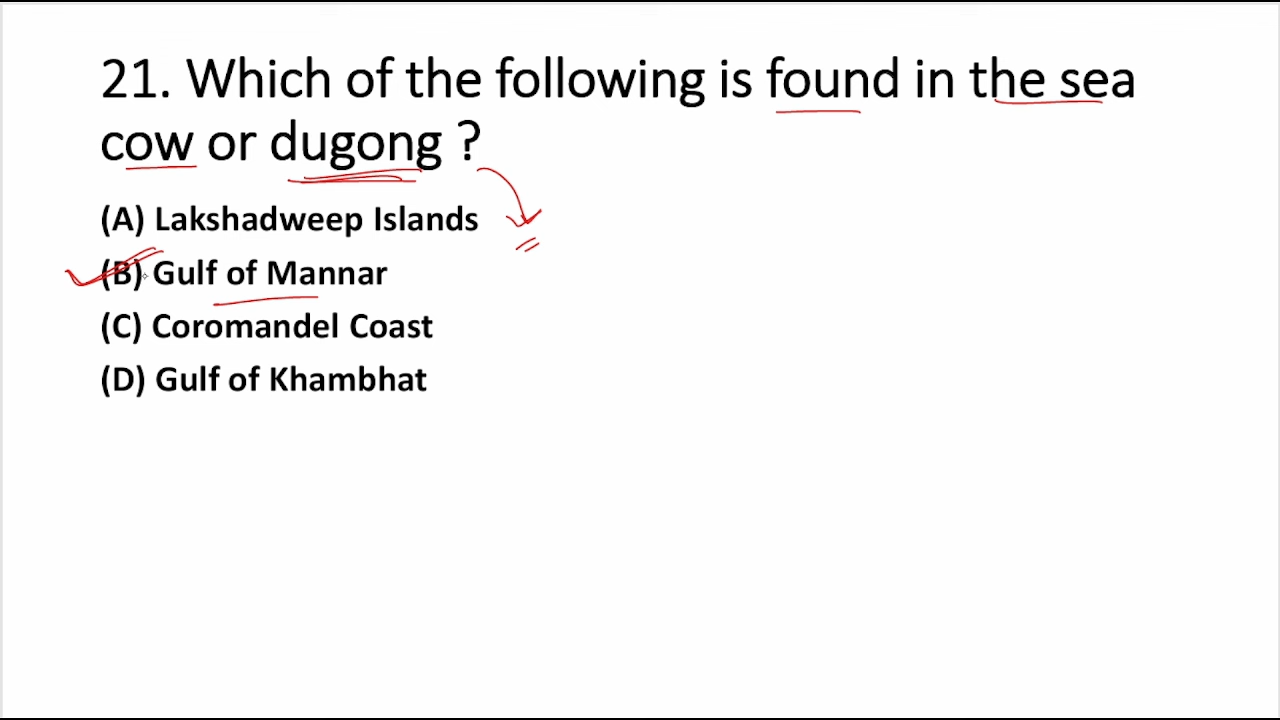 21. Which of the following is found in the sea
cow or dugong ?
(A) Lakshadweep Islands
(B) Gulf of Mannar
(C) Coromandel Coast
(D) Gulf of Khambhat